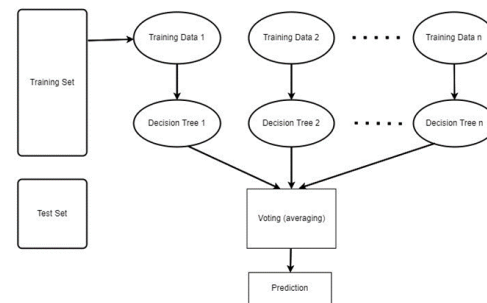 Training Set
Training Data 1
Training Data 2
Training Data n
Decision Tree 1
Decision Tree 2
Decision Tree n
Test Set
Voting (averaging)
Prediction